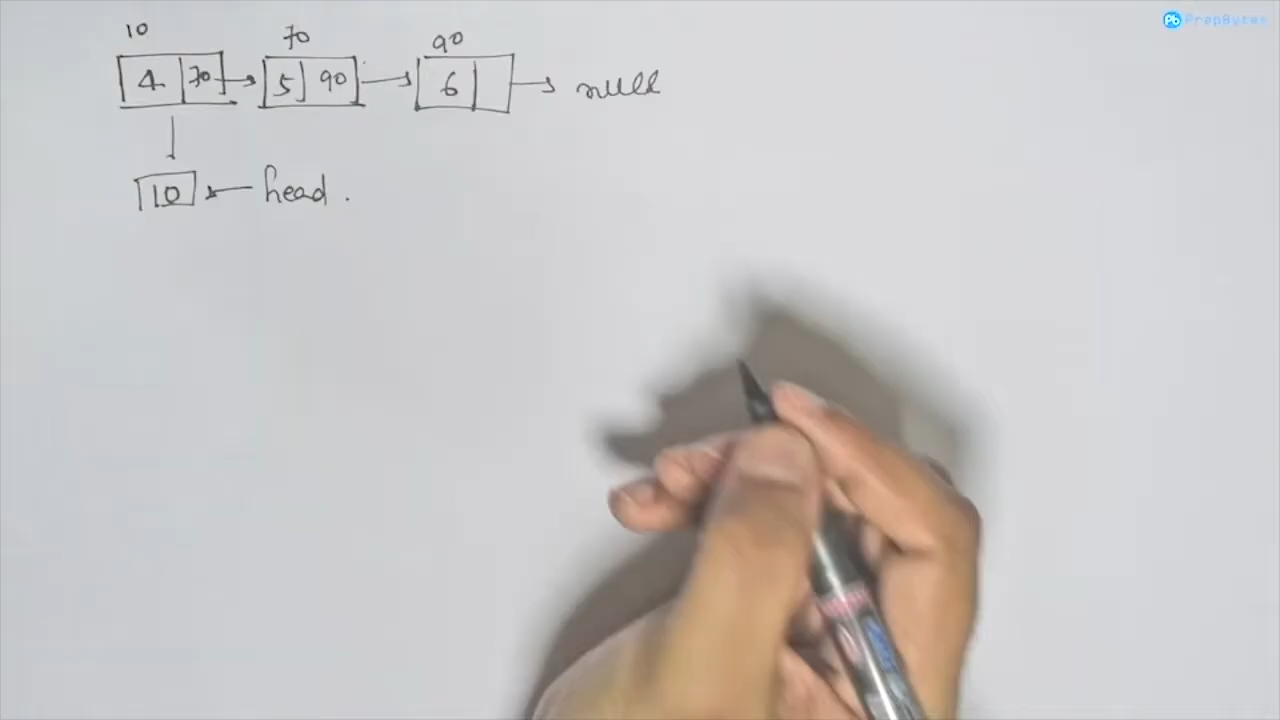 10 70 90
4 70 → 5 90 → 6 → null
10 ← head .
PrepBytes